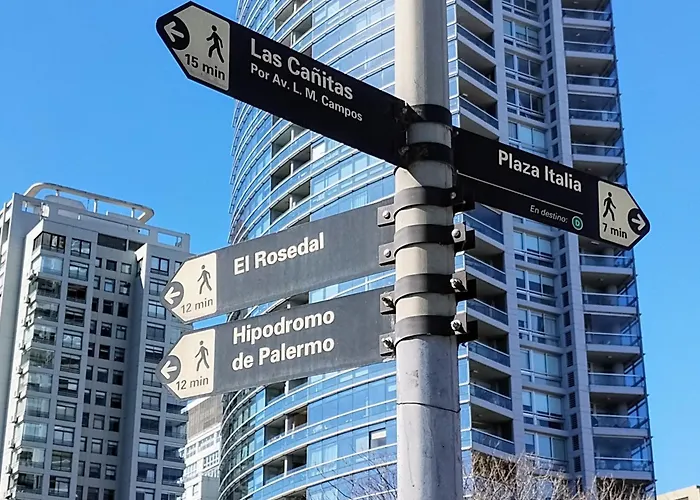 Las Cañitas
Por Av. L. M. Campos
15 min
Plaza Italia
En destino: D
7 min
El Rosedal
12 min
Hipodromo
de Palermo
12 min